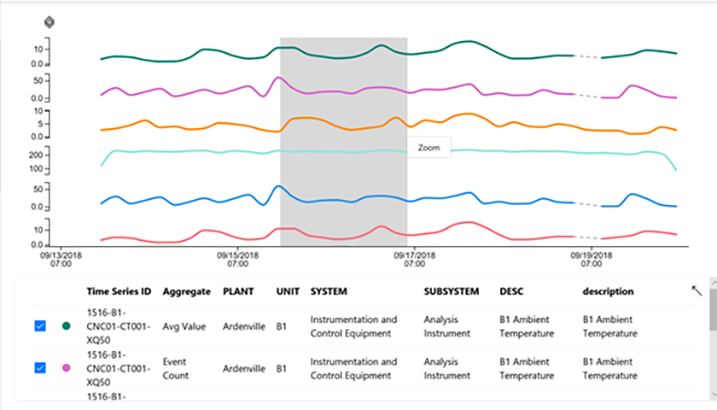 10
0.0
50
0.0
10
5
0.0
Zoom
200
100
50
0.0
10
0.0
09/13/2018
07:00
09/15/2018
07:00
09/17/2018
07:00
09/19/2018
07:00
Time Series ID Aggregate PLANT UNIT SYSTEM SUBSYSTEM DESC description
1516-B1-
CNC01-CT001-
XQ50
Avg Value
Ardenville
B1
Instrumentation and
Control Equipment
Analysis
Instrument
B1 Ambient
Temperature
B1 Ambient
Temperature
1516-B1-
CNC01-CT001-
XQ50
Event
Count
Ardenville
B1
Instrumentation and
Control Equipment
Analysis
Instrument
B1 Ambient
Temperature
B1 Ambient
Temperature
1516-B1-